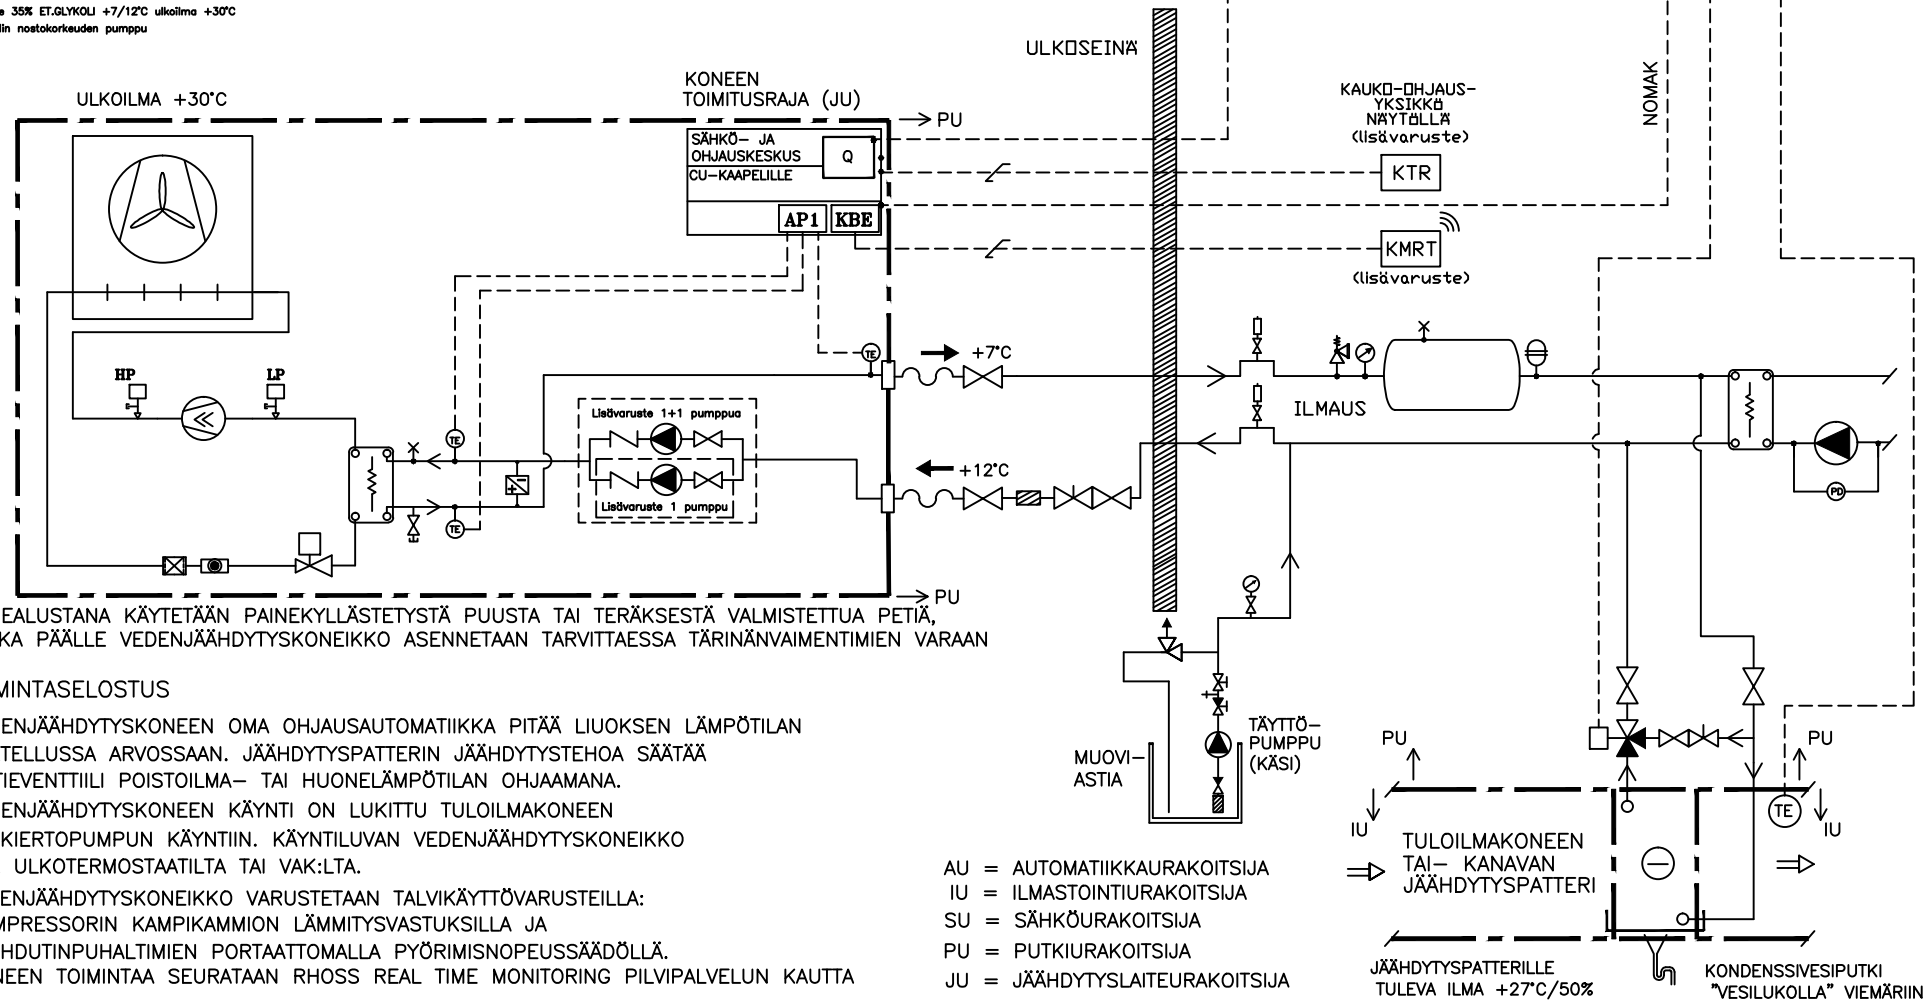 e 35% ET.GLYKOLI +7/12°C ulkoilma +30°C
lin nostokorkeuden pumppu
ULKOILMA +30°C
KONEEN
TOIMITUSRAJA (JU)
PU
SÄHKÖ- JA
OHJAUSKESKUS
CU-KAAPELILLE
Q
AP1
KBE
ULKOSEINÄ
KAUKO-OHJAUS-
YKSIKKÖ
NÄYTÖLLÄ
(lisävaruste)
KTR
NOMAK
KMRT
(lisävaruste)
TE
+7°C
HP
LP
ILMAUS
Lisävaruste 1+1 pumppua
TE
+12°C
Lisävaruste 1 pumppu
PD
TE
PU
EALUSTANA KÄYTETÄÄN PAINEKYLLÄSTETYSTÄ PUUSTA TAI TERÄKSESTÄ VALMISTETTUA PETIÄ,
KA PÄÄLLE VEDENJÄÄHDYTYSKONEIKKO ASENNETAAN TARVITTAESSA TÄRINÄNVAIMENTIMIEN VARAAN
MINTASELOSTUS
ENJÄÄHDYTYSKONEEN OMA OHJAUSAUTOMATIIKKA PITÄÄ LIUOKSEN LÄMPÖTILAN
TELLUSSA ARVOSSAAN. JÄÄHDYTYSPATTERIN JÄÄHDYTYSTEHOA SÄÄTÄÄ
TIEVENTTIILI POISTOILMA- TAI HUONELÄMPÖTILAN OHJAAMANA.
ENJÄÄHDYTYSKONEEN KÄYNTI ON LUKITTU TULOILMAKONEEN
KIERTOPUMPUN KÄYNTIIN. KÄYNTILUVAN VEDENJÄÄHDYTYSKONEIKKO
ULKOTERMOSTAATILTA TAI VAK:LTA.
ENJÄÄHDYTYSKONEIKKO VARUSTETAAN TALVIKÄYTTÖVARUSTEILLA:
MPRESSORIN KAMPIKAMMION LÄMMITYSVASTUKSILLA JA
HDUTINPUHALTIMIEN PORTAATTOMALLA PYÖRIMISNOPEUSSÄÄDÖLLÄ.
NEEN TOIMINTAA SEURATAAN RHOSS REAL TIME MONITORING PILVIPALVELUN KAUTTA
MUOVI-
ASTIA
TÄYTTÖ-
PUMPPU
(KÄSI)
AU = AUTOMATIIKKAURAKOITSIJA
IU = ILMASTOINTIURAKOITSIJA
SU = SÄHKÖURAKOITSIJA
PU = PUTKIURAKOITSIJA
JU = JÄÄHDYTYSLAITEURAKOITSIJA
PU
PU
IU
TE
IU
TULOILMAKONEEN
TAI- KANAVAN
JÄÄHDYTYSPATTERI
JÄÄHDYTYSPATTERILLE
TULEVA ILMA +27°C/50%
KONDENSSIVESIPUTKI
"VESILUKOLLA" VIEMÄRIIN